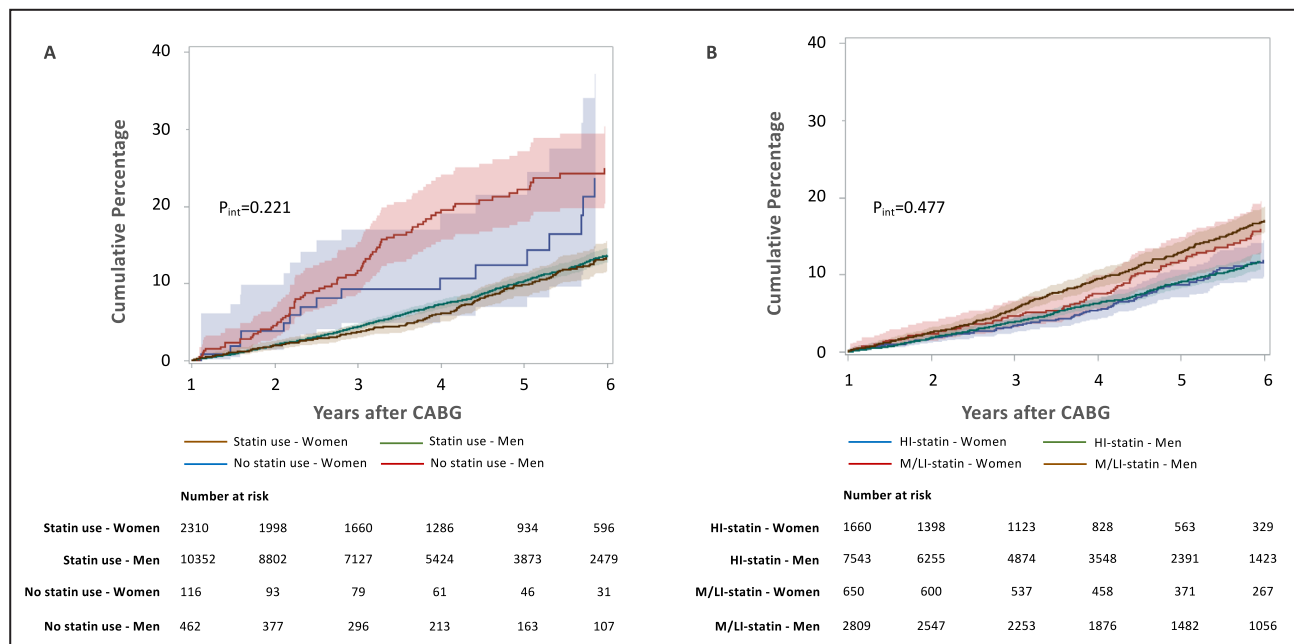 A
Cumulative Percentage
40
30
20
10
0
P_int=0.221
1 2 3 4 5 6
Years after CABG
Statin use - Women
Statin use - Men
No statin use - Women
No statin use - Men
Number at risk
Statin use - Women 2310 1998 1660 1286 934 596
Statin use - Men 10352 8802 7127 5424 3873 2479
No statin use - Women 116 93 79 61 46 31
No statin use - Men 462 377 296 213 163 107
B
Cumulative Percentage
40
30
20
10
0
P_int=0.477
1 2 3 4 5 6
Years after CABG
HI-statin - Women
HI-statin - Men
M/LI-statin - Women
M/LI-statin - Men
Number at risk
HI-statin - Women 1660 1398 1123 828 563 329
HI-statin - Men 7543 6255 4874 3548 2391 1423
M/LI-statin - Women 650 600 537 458 371 267
M/LI-statin - Men 2809 2547 2253 1876 1482 1056